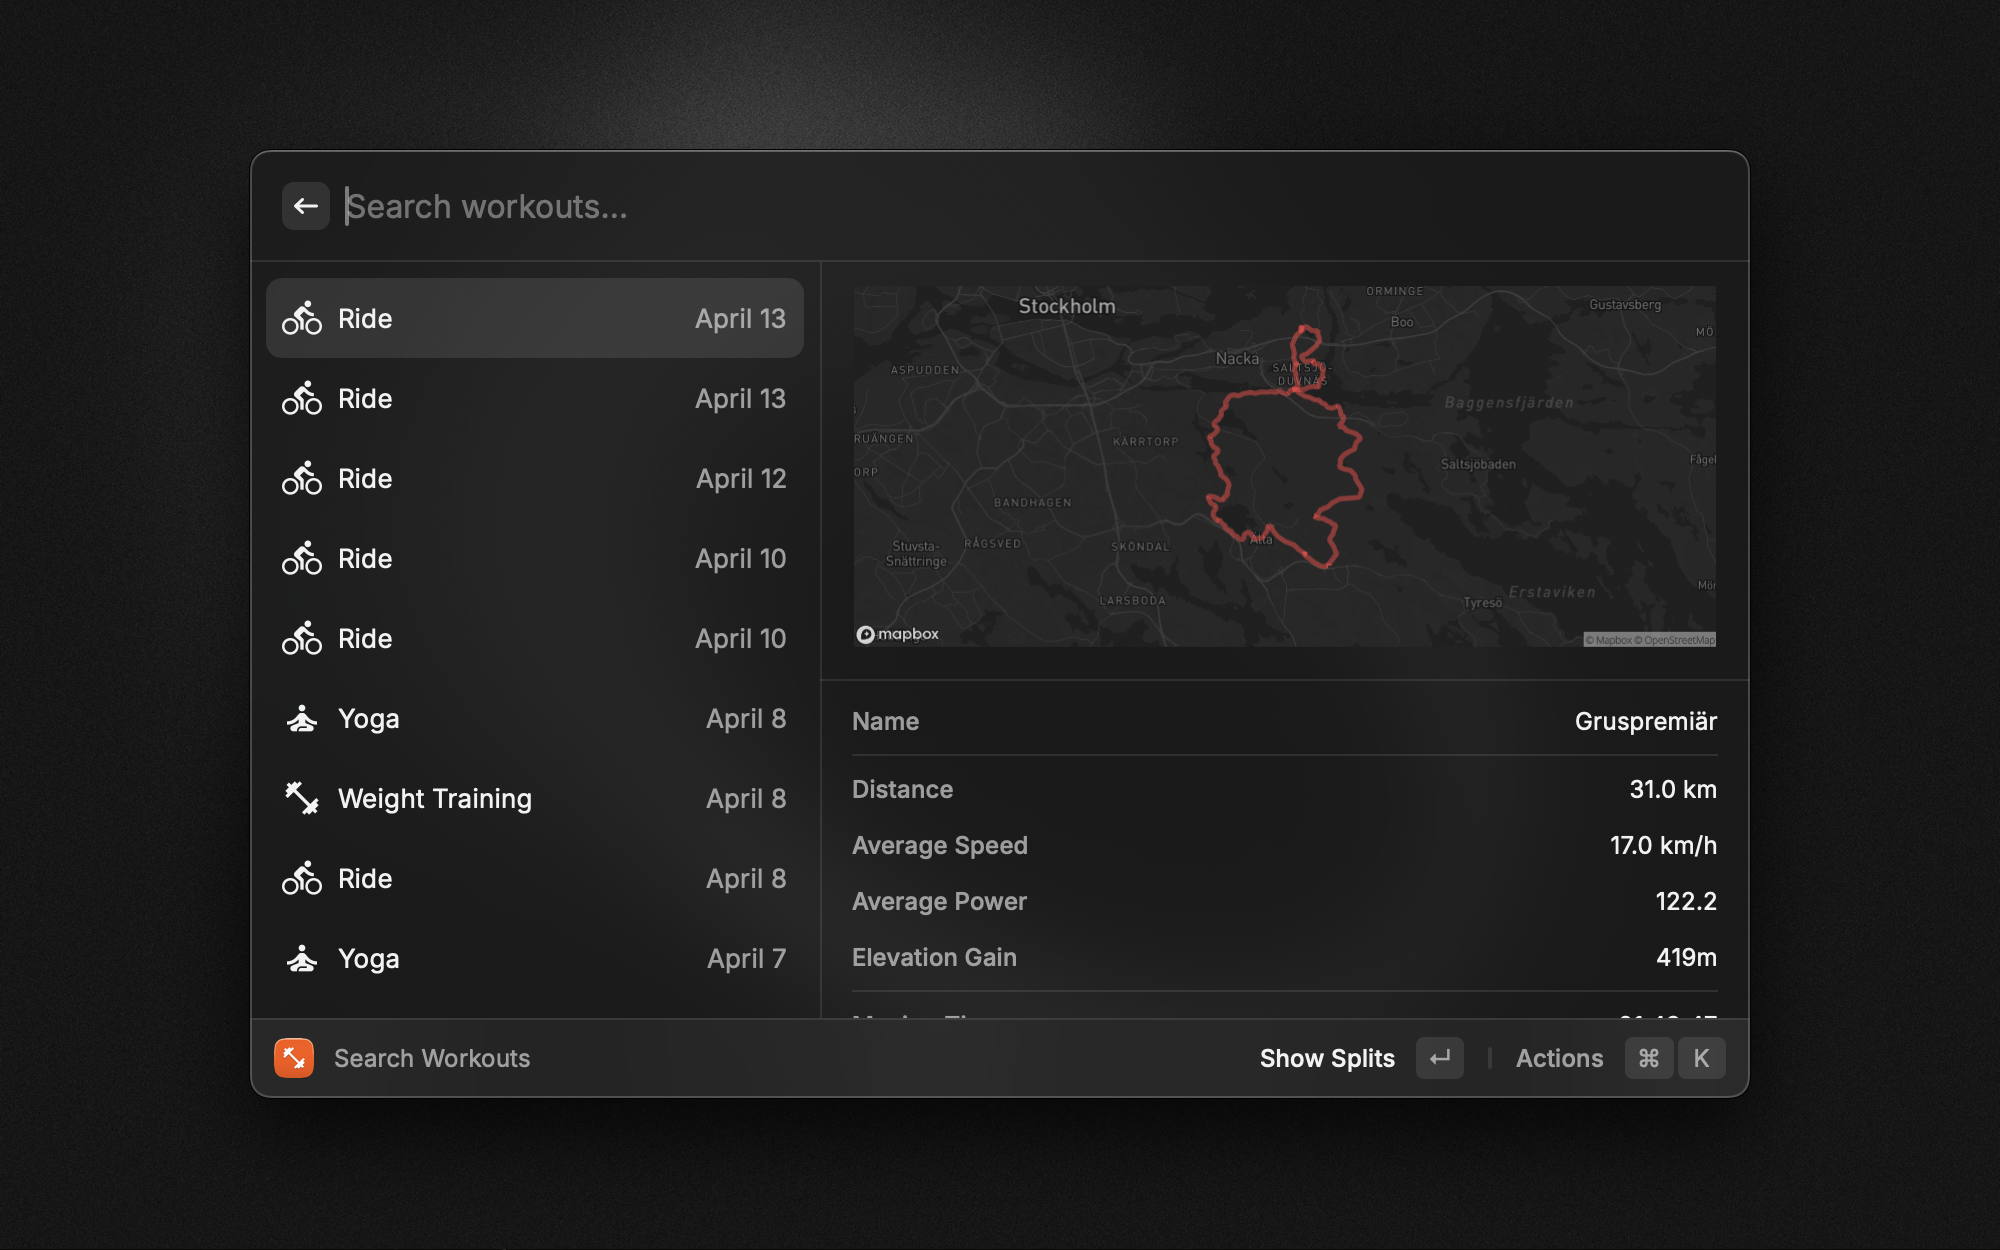 Search workouts...
Ride April 13
Ride April 13
Ride April 12
Ride April 10
Ride April 10
Yoga April 8
Weight Training April 8
Ride April 8
Yoga April 7
Stockholm
ORMINGE
Gustavsberg
Boo
MÖ
Nacka
SALTSJÖ-
DUVNÄS
ASPUDDEN
Baggensfjärden
RUÄNGEN
KÄRRTORP
ORP
Saltsjöbaden
Fågel
BANDHAGEN
Stuvsta-
Snättringe
RÅGSVED
SKÖNDAL
Älta
LARSBODA
Tyresö
Erstaviken
Mör
mapbox
© Mapbox © OpenStreetMap
Name Gruspremiär
Distance 31.0 km
Average Speed 17.0 km/h
Average Power 122.2
Elevation Gain 419m
Search Workouts
Show Splits
Actions ⌘ K